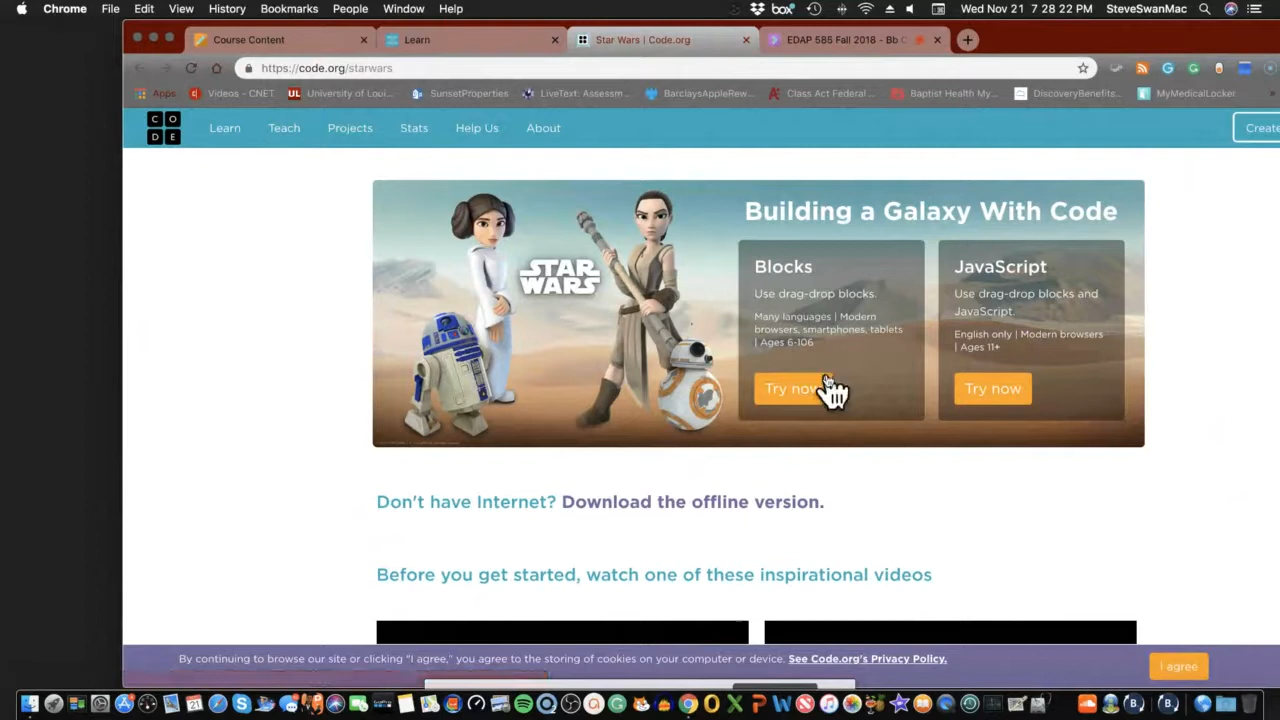 Chrome File Edit View History Bookmarks People Window Help box Wed Nov 21 7 28 22 PM SteveSwanMac
Course Content Learn Star Wars | Code.org EDAP 585 Fall 2018 - Bb C
https://code.org/starwars
Apps Videos - CNET UL University of Loui... SunsetProperties LiveText: Assessm... BarclaysAppleRew... Class Act Federal ... Baptist Health My... DiscoveryBenefits... MyMedicalLocker
C O
D E
Learn Teach Projects Stats Help Us About Create
Building a Galaxy With Code
STAR
WARS
Blocks
Use drag-drop blocks.
Many languages | Modern
browsers, smartphones, tablets
| Ages 6-106
Try now
JavaScript
Use drag-drop blocks and
JavaScript.
English only | Modern browsers
| Ages 11+
Try now
Don't have Internet? Download the offline version.
Before you get started, watch one of these inspirational videos
By continuing to browse our site or clicking "I agree," you agree to the storing of cookies on your computer or device. See Code.org's Privacy Policy.
I agree